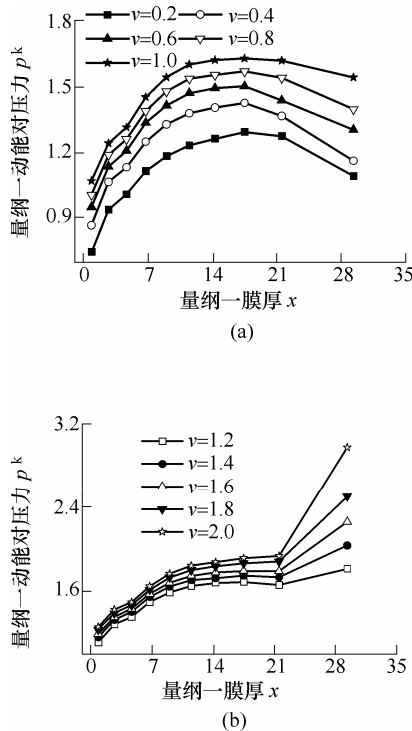 1.8
v=0.2 v=0.4
v=0.6 v=0.8
v=1.0
1.5
1.2
0.9
量纲一动能对压力 pᵏ
0 7 14 21 28 35
量纲一膜厚 x
(a)
3.2
v=1.2
v=1.4
v=1.6
v=1.8
v=2.0
2.4
1.6
量纲一动能对压力 pᵏ
0 7 14 21 28 35
量纲一膜厚 x
(b)